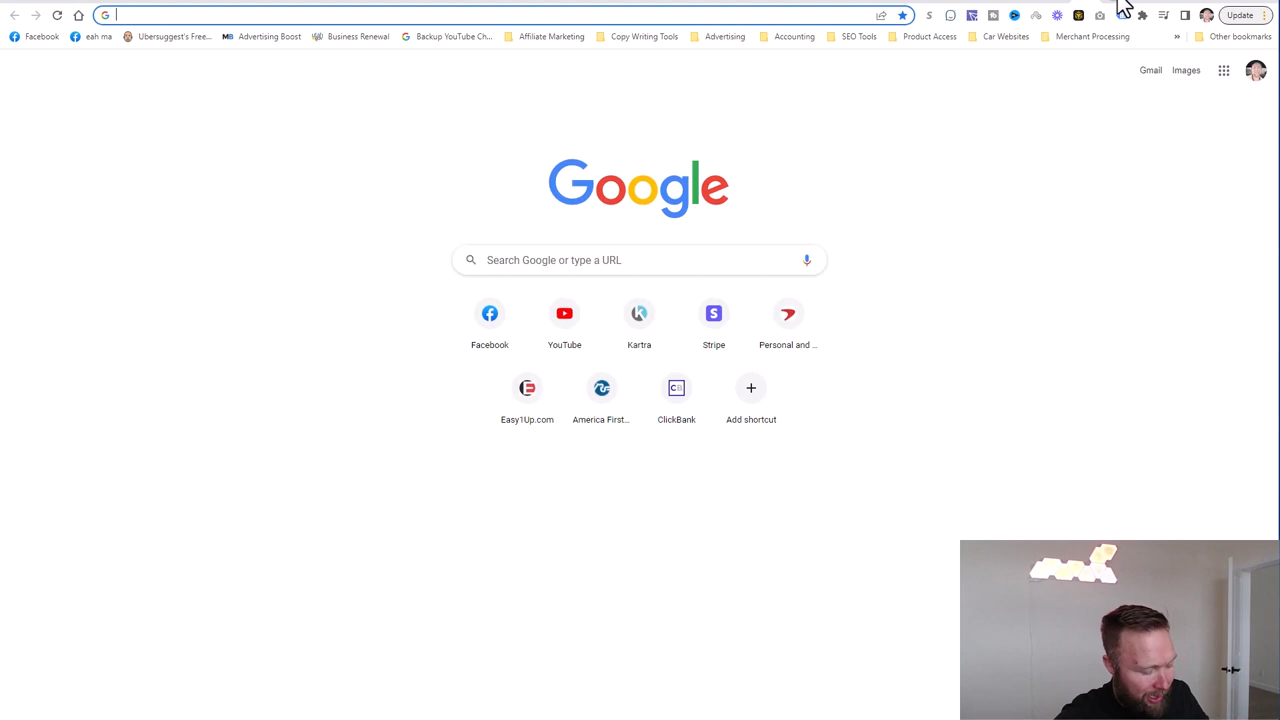 Update
Facebook eah ma Ubersuggest's Free... MB Advertising Boost Business Renewal Backup YouTube Ch... Affiliate Marketing Copy Writing Tools Advertising Accounting SEO Tools Product Access Car Websites Merchant Processing » Other bookmarks
Gmail Images
Google
Search Google or type a URL
Facebook YouTube Kartra Stripe Personal and ...
Easy1Up.com America First... ClickBank Add shortcut